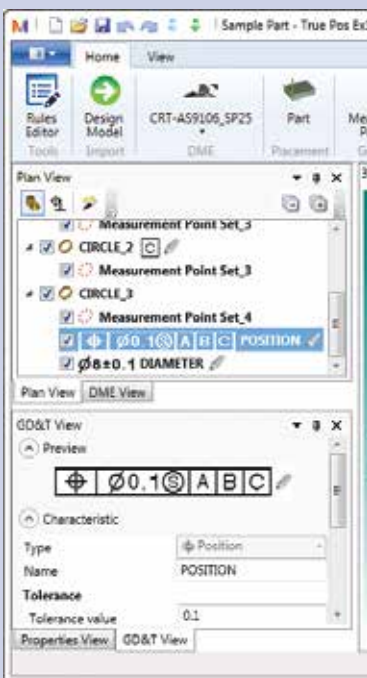 Sample Part - True Pos Ex
Home View
Rules Editor
Design Model
CRT-AS9106_SP25
Part
Tools
Import
DME
Placement
Plan View
Measurement Point Set_3
CIRCLE_2 C
Measurement Point Set_3
CIRCLE_3
Measurement Point Set_4
⌖ Ø0.1Ⓢ A B C POSITION
Ø8±0.1 DIAMETER
Plan View DME View
GD&T View
Preview
⌖ Ø0.1Ⓢ A B C
Characteristic
Type ⌖ Position
Name POSITION
Tolerance
Tolerance value 0.1
Properties View GD&T View